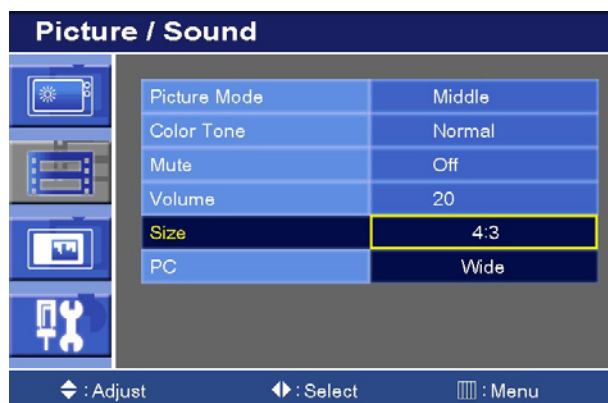 Picture / Sound
Picture Mode Middle
Color Tone Normal
Mute Off
Volume 20
Size 4:3
PC Wide
: Adjust : Select : Menu